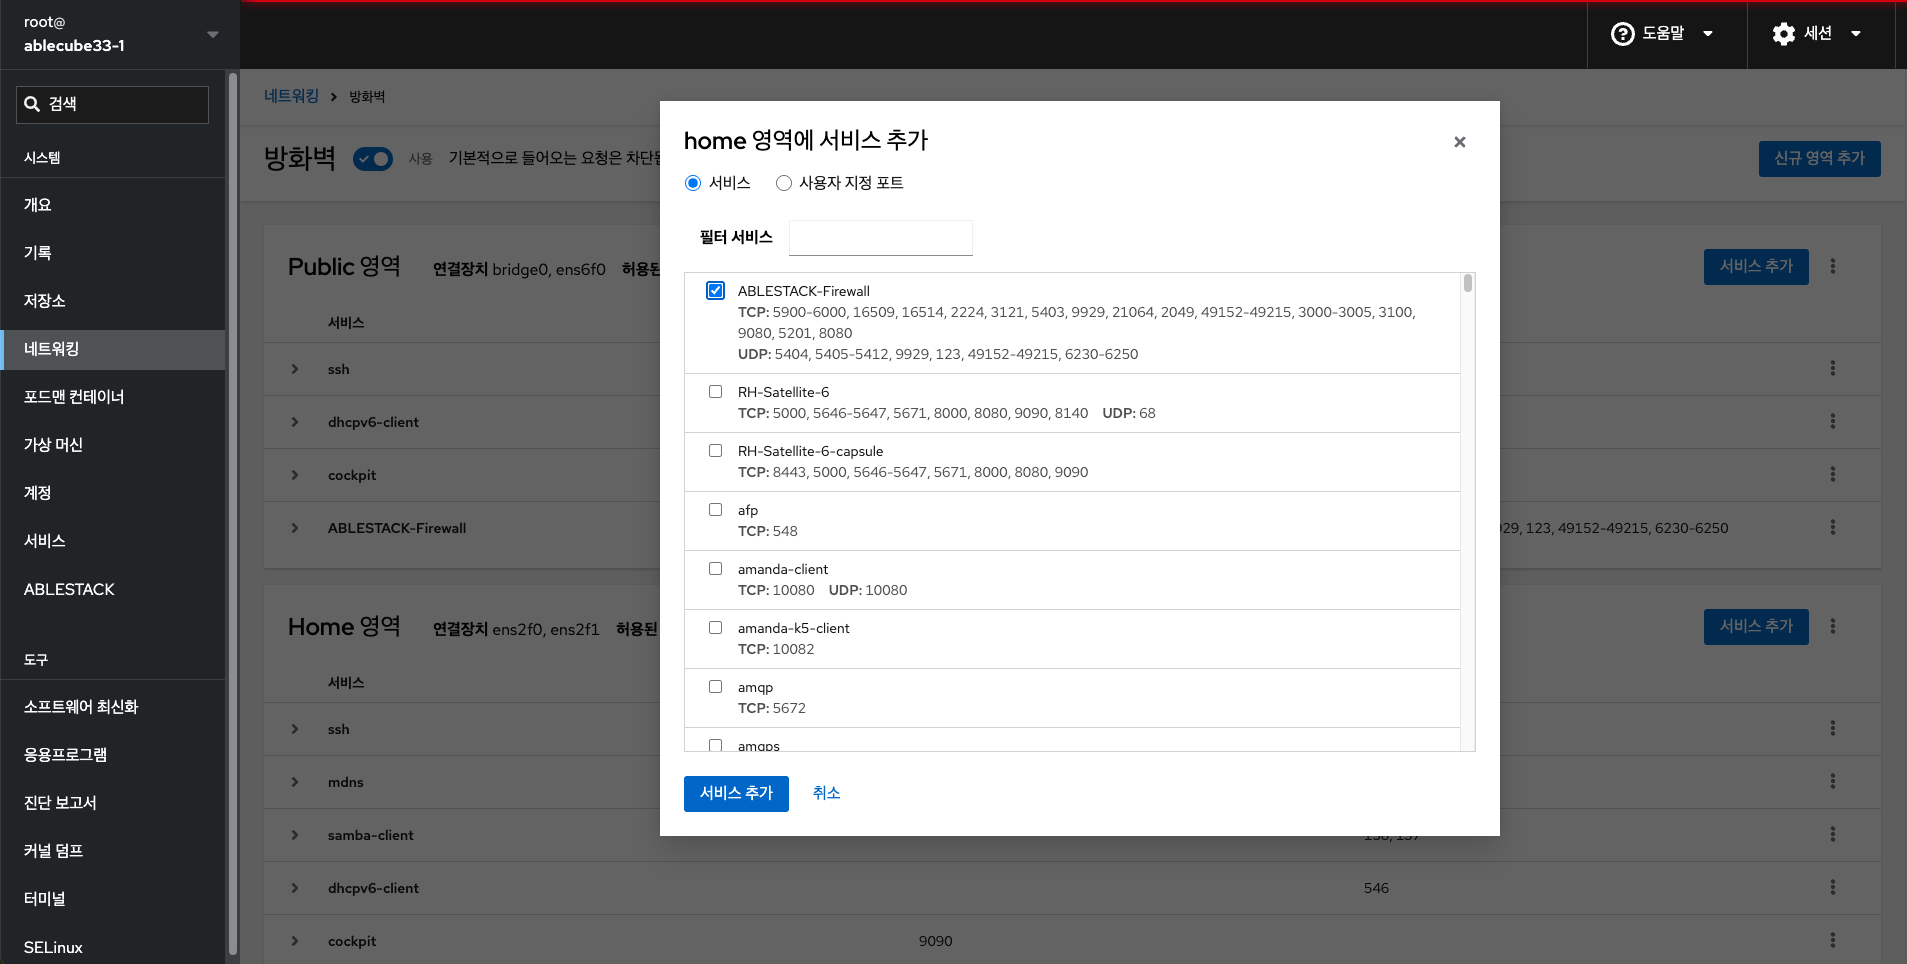 root@
ablecube33-1
도움말
세션
검색
시스템
개요
기록
저장소
네트워킹
포드맨 컨테이너
가상 머신
계정
서비스
ABLESTACK
도구
소프트웨어 최신화
응용프로그램
진단 보고서
커널 덤프
터미널
SELinux
네트워킹 > 방화벽
방화벽 사용 기본적으로 들어오는 요청은 차단됨
신규 영역 추가
Public 영역 연결장치 bridge0, ens6f0 허용된
서비스 추가
서비스
ssh
dhcpv6-client
cockpit
ABLESTACK-Firewall
29, 123, 49152-49215, 6230-6250
Home 영역 연결장치 ens2f0, ens2f1 허용된
서비스 추가
서비스
ssh
mdns
samba-client
dhcpv6-client 546
cockpit 9090
home 영역에 서비스 추가
서비스 사용자 지정 포트
필터 서비스
ABLESTACK-Firewall
TCP: 5900-6000, 16509, 16514, 2224, 3121, 5403, 9929, 21064, 2049, 49152-49215, 3000-3005, 3100,
9080, 5201, 8080
UDP: 5404, 5405-5412, 9929, 123, 49152-49215, 6230-6250
RH-Satellite-6
TCP: 5000, 5646-5647, 5671, 8000, 8080, 9090, 8140 UDP: 68
RH-Satellite-6-capsule
TCP: 8443, 5000, 5646-5647, 5671, 8000, 8080, 9090
afp
TCP: 548
amanda-client
TCP: 10080 UDP: 10080
amanda-k5-client
TCP: 10082
amqp
TCP: 5672
amqps
서비스 추가 취소